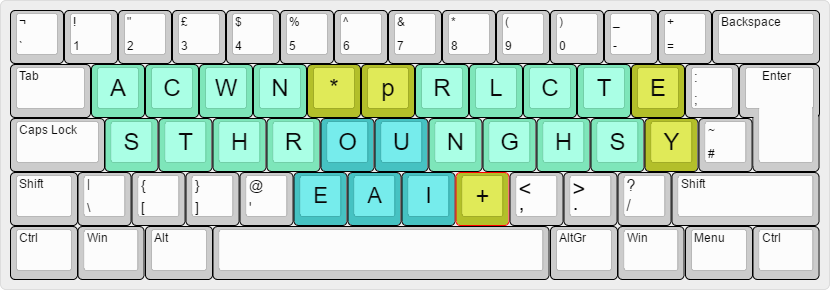 ¬ ! " £ $ % ^ & * ( ) _ + Backspace
` 1 2 3 4 5 6 7 8 9 0 - =
Tab A C W N * p R L C T E : ; Enter
Caps Lock S T H R O U N G H S Y ~ #
Shift | \ { [ } ] @ ' E A I + < , > . ? / Shift
Ctrl Win Alt AltGr Win Menu Ctrl